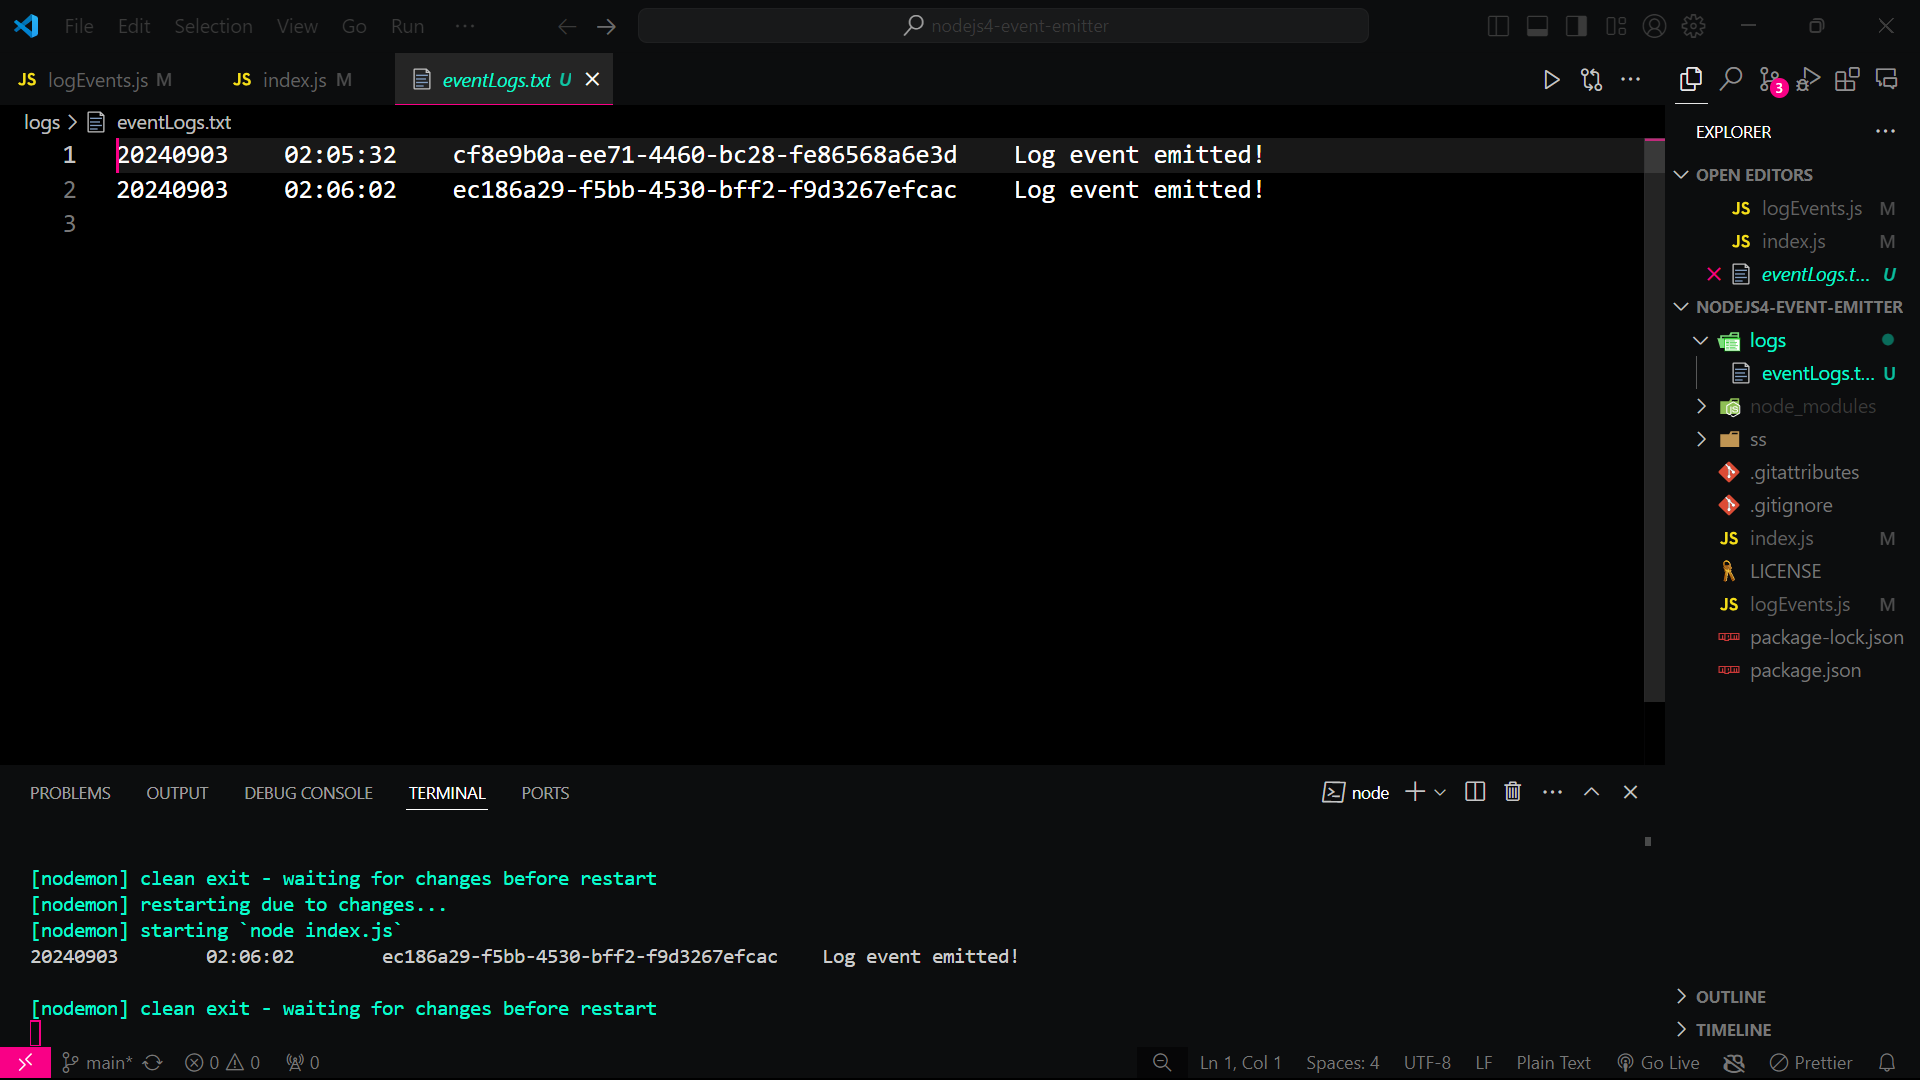 File Edit Selection View Go Run ···
nodejs4-event-emitter
JS logEvents.js M
JS index.js M
eventLogs.txt U
3
logs > eventLogs.txt
1 20240903 02:05:32 cf8e9b0a-ee71-4460-bc28-fe86568a6e3d Log event emitted!
2 20240903 02:06:02 ec186a29-f5bb-4530-bff2-f9d3267efcac Log event emitted!
3
EXPLORER ···
OPEN EDITORS
JS logEvents.js M
JS index.js M
eventLogs.t... U
NODEJS4-EVENT-EMITTER
logs
eventLogs.t... U
node_modules
ss
.gitattributes
.gitignore
JS index.js M
LICENSE
JS logEvents.js M
package-lock.json
package.json
OUTLINE
TIMELINE
PROBLEMS OUTPUT DEBUG CONSOLE TERMINAL PORTS
node
[nodemon] clean exit - waiting for changes before restart
[nodemon] restarting due to changes...
[nodemon] starting `node index.js`
20240903 02:06:02 ec186a29-f5bb-4530-bff2-f9d3267efcac Log event emitted!
[nodemon] clean exit - waiting for changes before restart
main* 0 0 0
Ln 1, Col 1 Spaces: 4 UTF-8 LF Plain Text Go Live Prettier